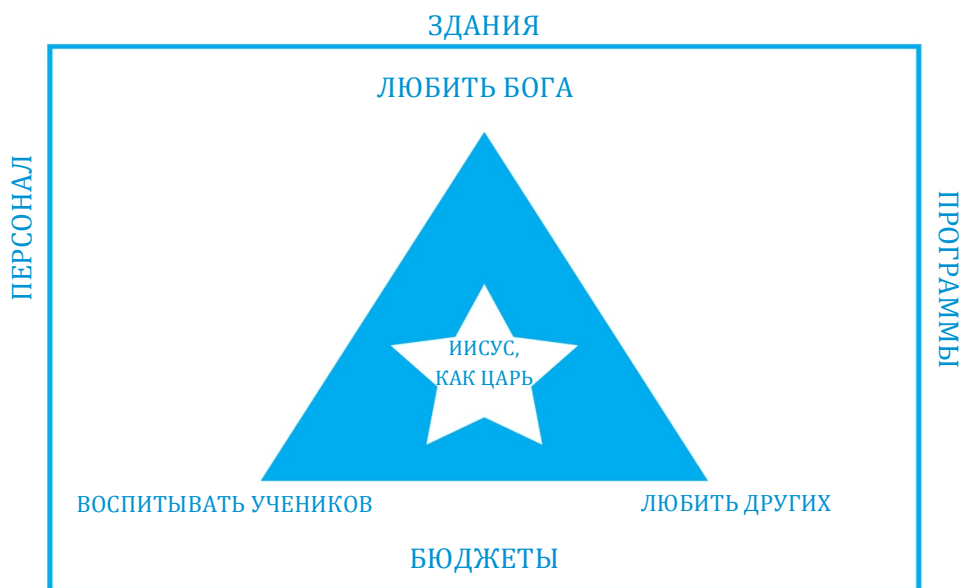 ЗДАНИЯ
ЛЮБИТЬ БОГА
ПЕРСОНАЛ
ПРОГРАММЫ
ИИСУС,
КАК ЦАРЬ
ВОСПИТЫВАТЬ УЧЕНИКОВ
ЛЮБИТЬ ДРУГИХ
БЮДЖЕТЫ